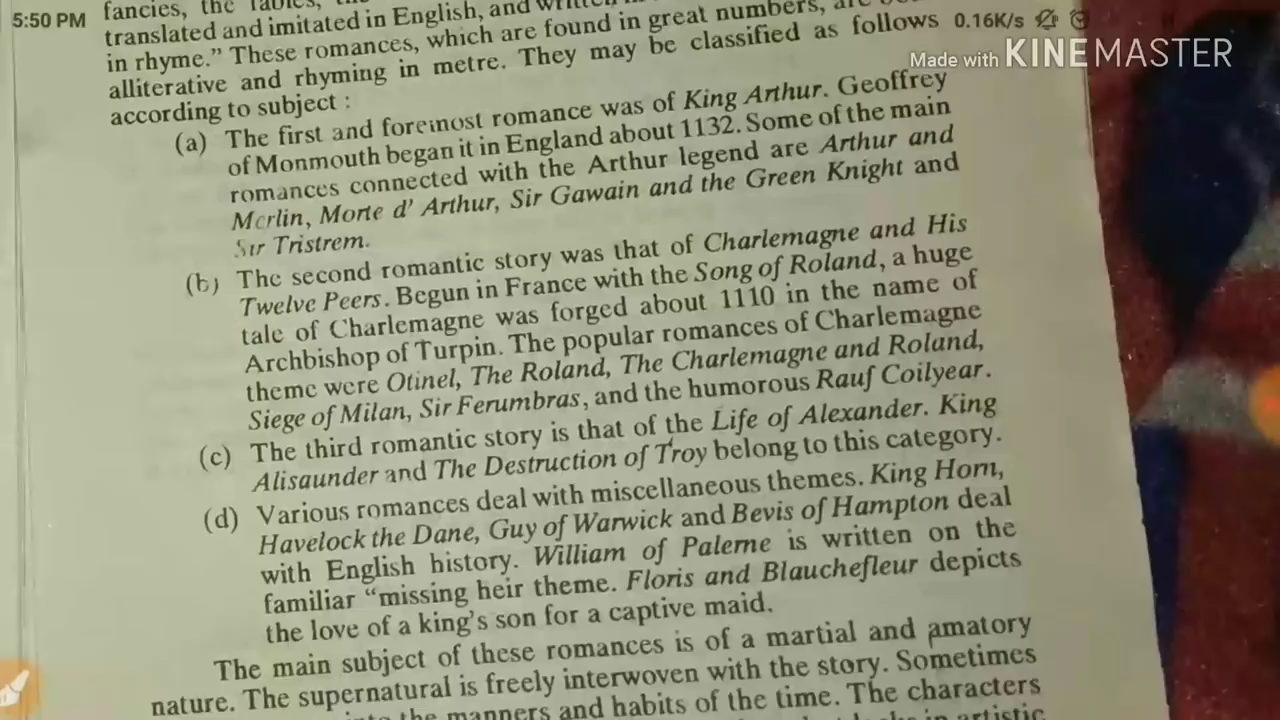 5:50 PM
0.16K/s
Made with KINEMASTER
fancies, the
translated and imitated in English, and
in rhyme.” These romances, which are found in great numbers,
alliterative and rhyming in metre. They may be classified as follows
according to subject :
(a) The first and foremost romance was of King Arthur. Geoffrey
of Monmouth began it in England about 1132. Some of the main
romances connected with the Arthur legend are Arthur and
Merlin, Morte d' Arthur, Sir Gawain and the Green Knight and
Sir Tristrem.
(b) The second romantic story was that of Charlemagne and His
Twelve Peers. Begun in France with the Song of Roland, a huge
tale of Charlemagne was forged about 1110 in the name of
Archbishop of Turpin. The popular romances of Charlemagne
theme were Otinel, The Roland, The Charlemagne and Roland,
Siege of Milan, Sir Ferumbras, and the humorous Rauf Coilyear.
(c) The third romantic story is that of the Life of Alexander. King
Alisaunder and The Destruction of Troy belong to this category.
(d) Various romances deal with miscellaneous themes. King Horn,
Havelock the Dane, Guy of Warwick and Bevis of Hampton deal
with English history. William of Palerne is written on the
familiar “missing heir theme. Floris and Blauchefleur depicts
the love of a king's son for a captive maid.
The main subject of these romances is of a martial and amatory
nature. The supernatural is freely interwoven with the story. Sometimes
the manners and habits of the time. The characters
in artistic